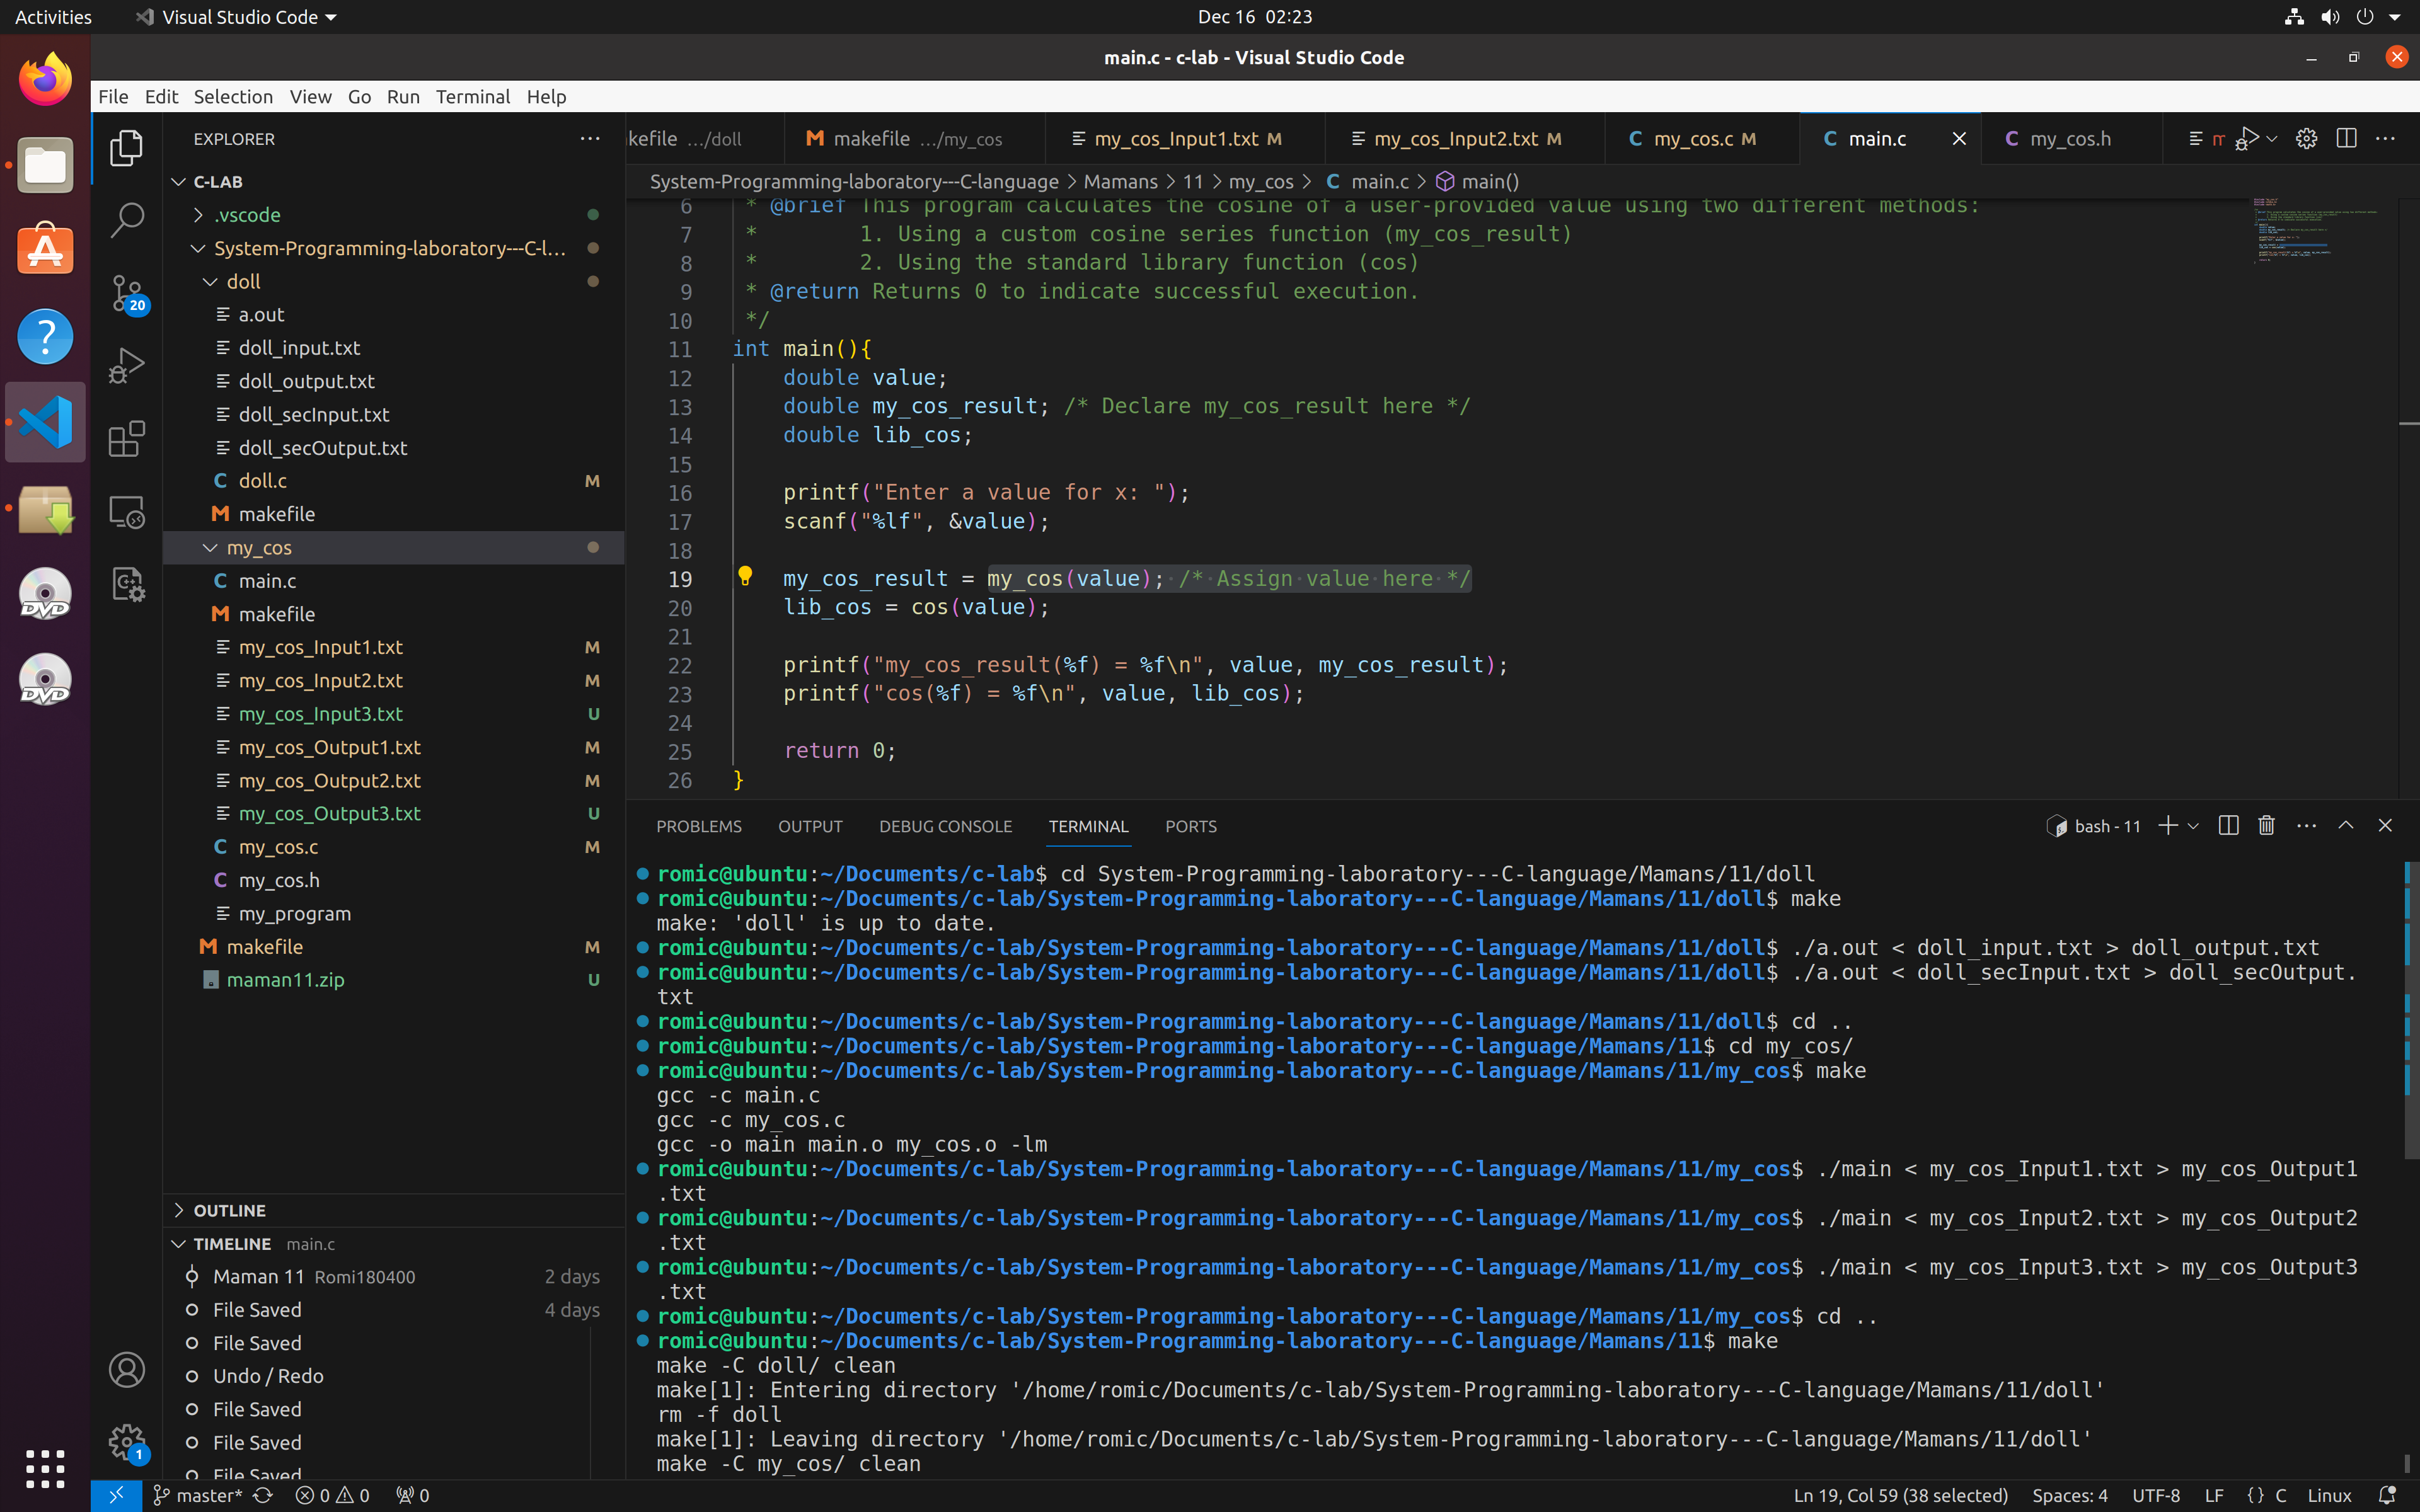 Activities
Visual Studio Code
Dec 16 02:23
main.c - c-lab - Visual Studio Code
File Edit Selection View Go Run Terminal Help
EXPLORER
C-LAB
.vscode
System-Programming-laboratory---C-l...
doll
a.out
doll_input.txt
doll_output.txt
doll_secInput.txt
doll_secOutput.txt
C doll.c M
M makefile
my_cos
C main.c
M makefile
my_cos_Input1.txt M
my_cos_Input2.txt M
my_cos_Input3.txt U
my_cos_Output1.txt M
my_cos_Output2.txt M
my_cos_Output3.txt U
C my_cos.c M
C my_cos.h
my_program
M makefile M
maman11.zip U
OUTLINE
TIMELINE main.c
Maman 11 Romi180400 2 days
File Saved 4 days
File Saved
Undo / Redo
File Saved
File Saved
File Saved
20
1
DVD
DVD
kefile .../doll
M makefile .../my_cos
my_cos_Input1.txt M
my_cos_Input2.txt M
C my_cos.c M
C main.c
C my_cos.h
System-Programming-laboratory---C-language > Mamans > 11 > my_cos > C main.c > main()
6 * @brief This program calculates the cosine of a user-provided value using two different methods:
7 * 1. Using a custom cosine series function (my_cos_result)
8 * 2. Using the standard library function (cos)
9 * @return Returns 0 to indicate successful execution.
10 */
11 int main(){
12 double value;
13 double my_cos_result; /* Declare my_cos_result here */
14 double lib_cos;
15
16 printf("Enter a value for x: ");
17 scanf("%lf", &value);
18
19 my_cos_result = my_cos(value); /* Assign value here */
20 lib_cos = cos(value);
21
22 printf("my_cos_result(%f) = %f\n", value, my_cos_result);
23 printf("cos(%f) = %f\n", value, lib_cos);
24
25 return 0;
26 }
PROBLEMS OUTPUT DEBUG CONSOLE TERMINAL PORTS
bash - 11
romic@ubuntu:~/Documents/c-lab$ cd System-Programming-laboratory---C-language/Mamans/11/doll
romic@ubuntu:~/Documents/c-lab/System-Programming-laboratory---C-language/Mamans/11/doll$ make
make: 'doll' is up to date.
romic@ubuntu:~/Documents/c-lab/System-Programming-laboratory---C-language/Mamans/11/doll$ ./a.out < doll_input.txt > doll_output.txt
romic@ubuntu:~/Documents/c-lab/System-Programming-laboratory---C-language/Mamans/11/doll$ ./a.out < doll_secInput.txt > doll_secOutput.
txt
romic@ubuntu:~/Documents/c-lab/System-Programming-laboratory---C-language/Mamans/11/doll$ cd ..
romic@ubuntu:~/Documents/c-lab/System-Programming-laboratory---C-language/Mamans/11$ cd my_cos/
romic@ubuntu:~/Documents/c-lab/System-Programming-laboratory---C-language/Mamans/11/my_cos$ make
gcc -c main.c
gcc -c my_cos.c
gcc -o main main.o my_cos.o -lm
romic@ubuntu:~/Documents/c-lab/System-Programming-laboratory---C-language/Mamans/11/my_cos$ ./main < my_cos_Input1.txt > my_cos_Output1
.txt
romic@ubuntu:~/Documents/c-lab/System-Programming-laboratory---C-language/Mamans/11/my_cos$ ./main < my_cos_Input2.txt > my_cos_Output2
.txt
romic@ubuntu:~/Documents/c-lab/System-Programming-laboratory---C-language/Mamans/11/my_cos$ ./main < my_cos_Input3.txt > my_cos_Output3
.txt
romic@ubuntu:~/Documents/c-lab/System-Programming-laboratory---C-language/Mamans/11/my_cos$ cd ..
romic@ubuntu:~/Documents/c-lab/System-Programming-laboratory---C-language/Mamans/11$ make
make -C doll/ clean
make[1]: Entering directory '/home/romic/Documents/c-lab/System-Programming-laboratory---C-language/Mamans/11/doll'
rm -f doll
make[1]: Leaving directory '/home/romic/Documents/c-lab/System-Programming-laboratory---C-language/Mamans/11/doll'
make -C my_cos/ clean
master* 0 0 0
Ln 19, Col 59 (38 selected) Spaces: 4 UTF-8 LF {} C Linux